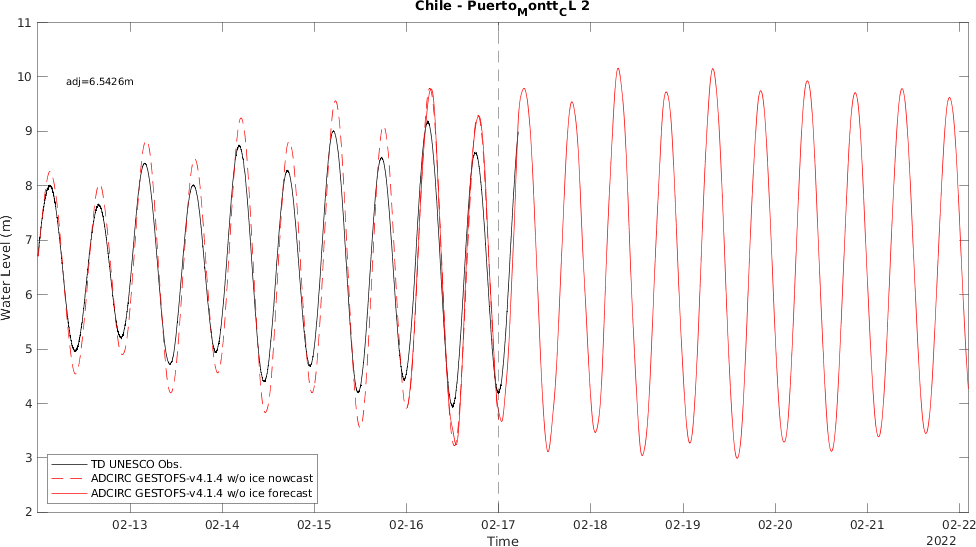 Chile - Puerto_Montt_CL 2
adj=6.5426m
Water Level (m)
11
10
9
8
7
6
5
4
3
2
TD UNESCO Obs.
ADCIRC GESTOFS-v4.1.4 w/o ice nowcast
ADCIRC GESTOFS-v4.1.4 w/o ice forecast
02-13 02-14 02-15 02-16 02-17 02-18 02-19 02-20 02-21 02-22
Time
2022